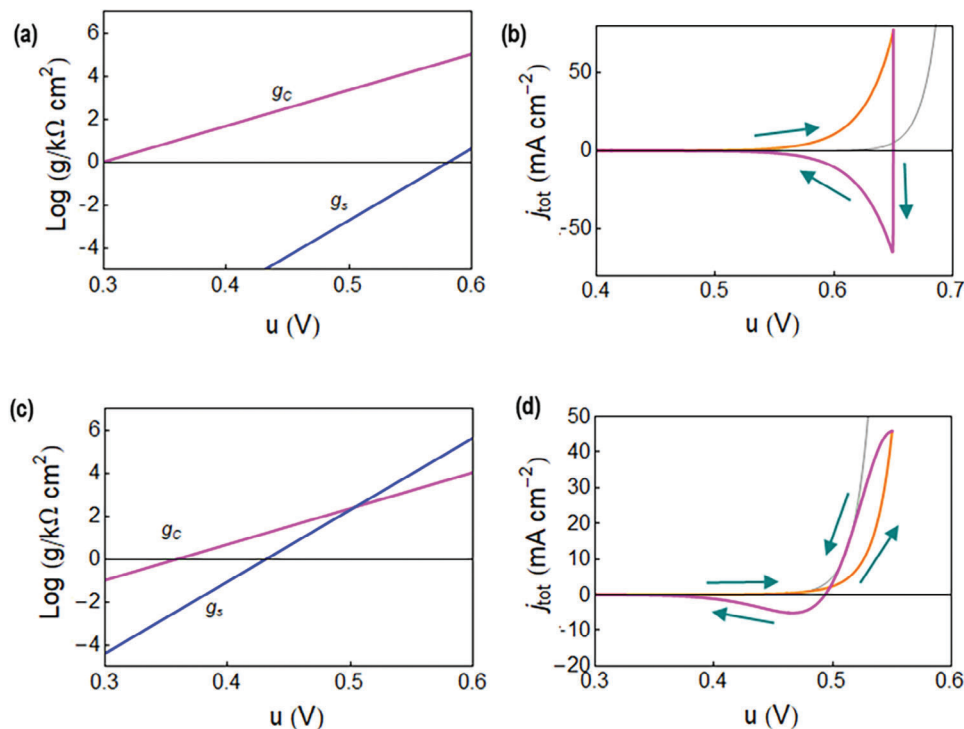 (a)
Log (g/kΩ cm²)
6
4
2
0
-2
-4
g_C
g_s
0.3 0.4 0.5 0.6
u (V)
(b)
j_tot (mA cm⁻²)
50
0
-50
0.4 0.5 0.6 0.7
u (V)
(c)
Log (g/kΩ cm²)
6
4
2
0
−2
−4
g_C
g_s
0.3 0.4 0.5 0.6
u (V)
(d)
j_tot (mA cm⁻²)
50
40
30
20
10
0
-10
−20
0.3 0.4 0.5 0.6
u (V)